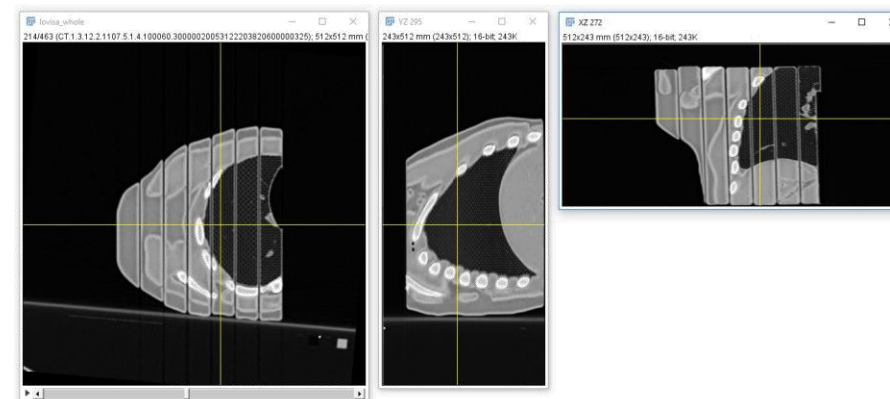 lovisa_whole
214/463 (CT.1.3.12.2.1107.5.1.4.100060.30000020053122203820600000325); 512x512 mm (
YZ 295
243x512 mm (243x512); 16-bit; 243K
XZ 272
512x243 mm (512x243); 16-bit; 243K